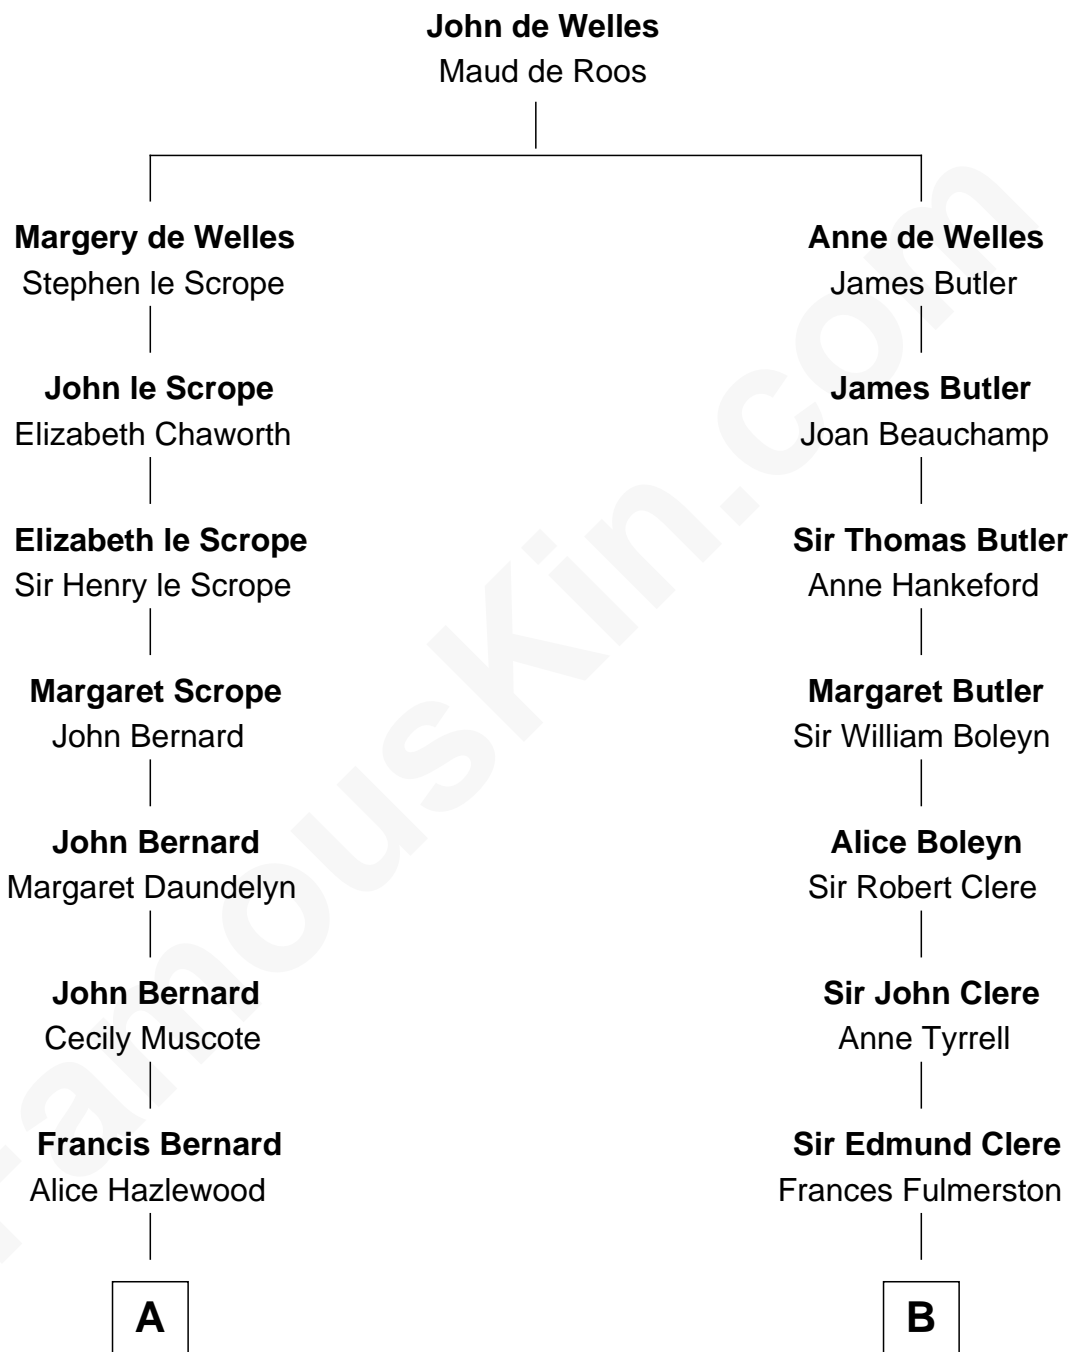 John de Welles
Maud de Roos
Margery de Welles
Stephen le Scrope
Anne de Welles
James Butler
John le Scrope
Elizabeth Chaworth
James Butler
Joan Beauchamp
Elizabeth le Scrope
Sir Henry le Scrope
Sir Thomas Butler
Anne Hankeford
Margaret Scrope
John Bernard
Margaret Butler
Sir William Boleyn
John Bernard
Margaret Daundelyn
Alice Boleyn
Sir Robert Clere
John Bernard
Cecily Muscote
Sir John Clere
Anne Tyrrell
Francis Bernard
Alice Hazlewood
Sir Edmund Clere
Frances Fulmerston
A
B
FamousKin.com